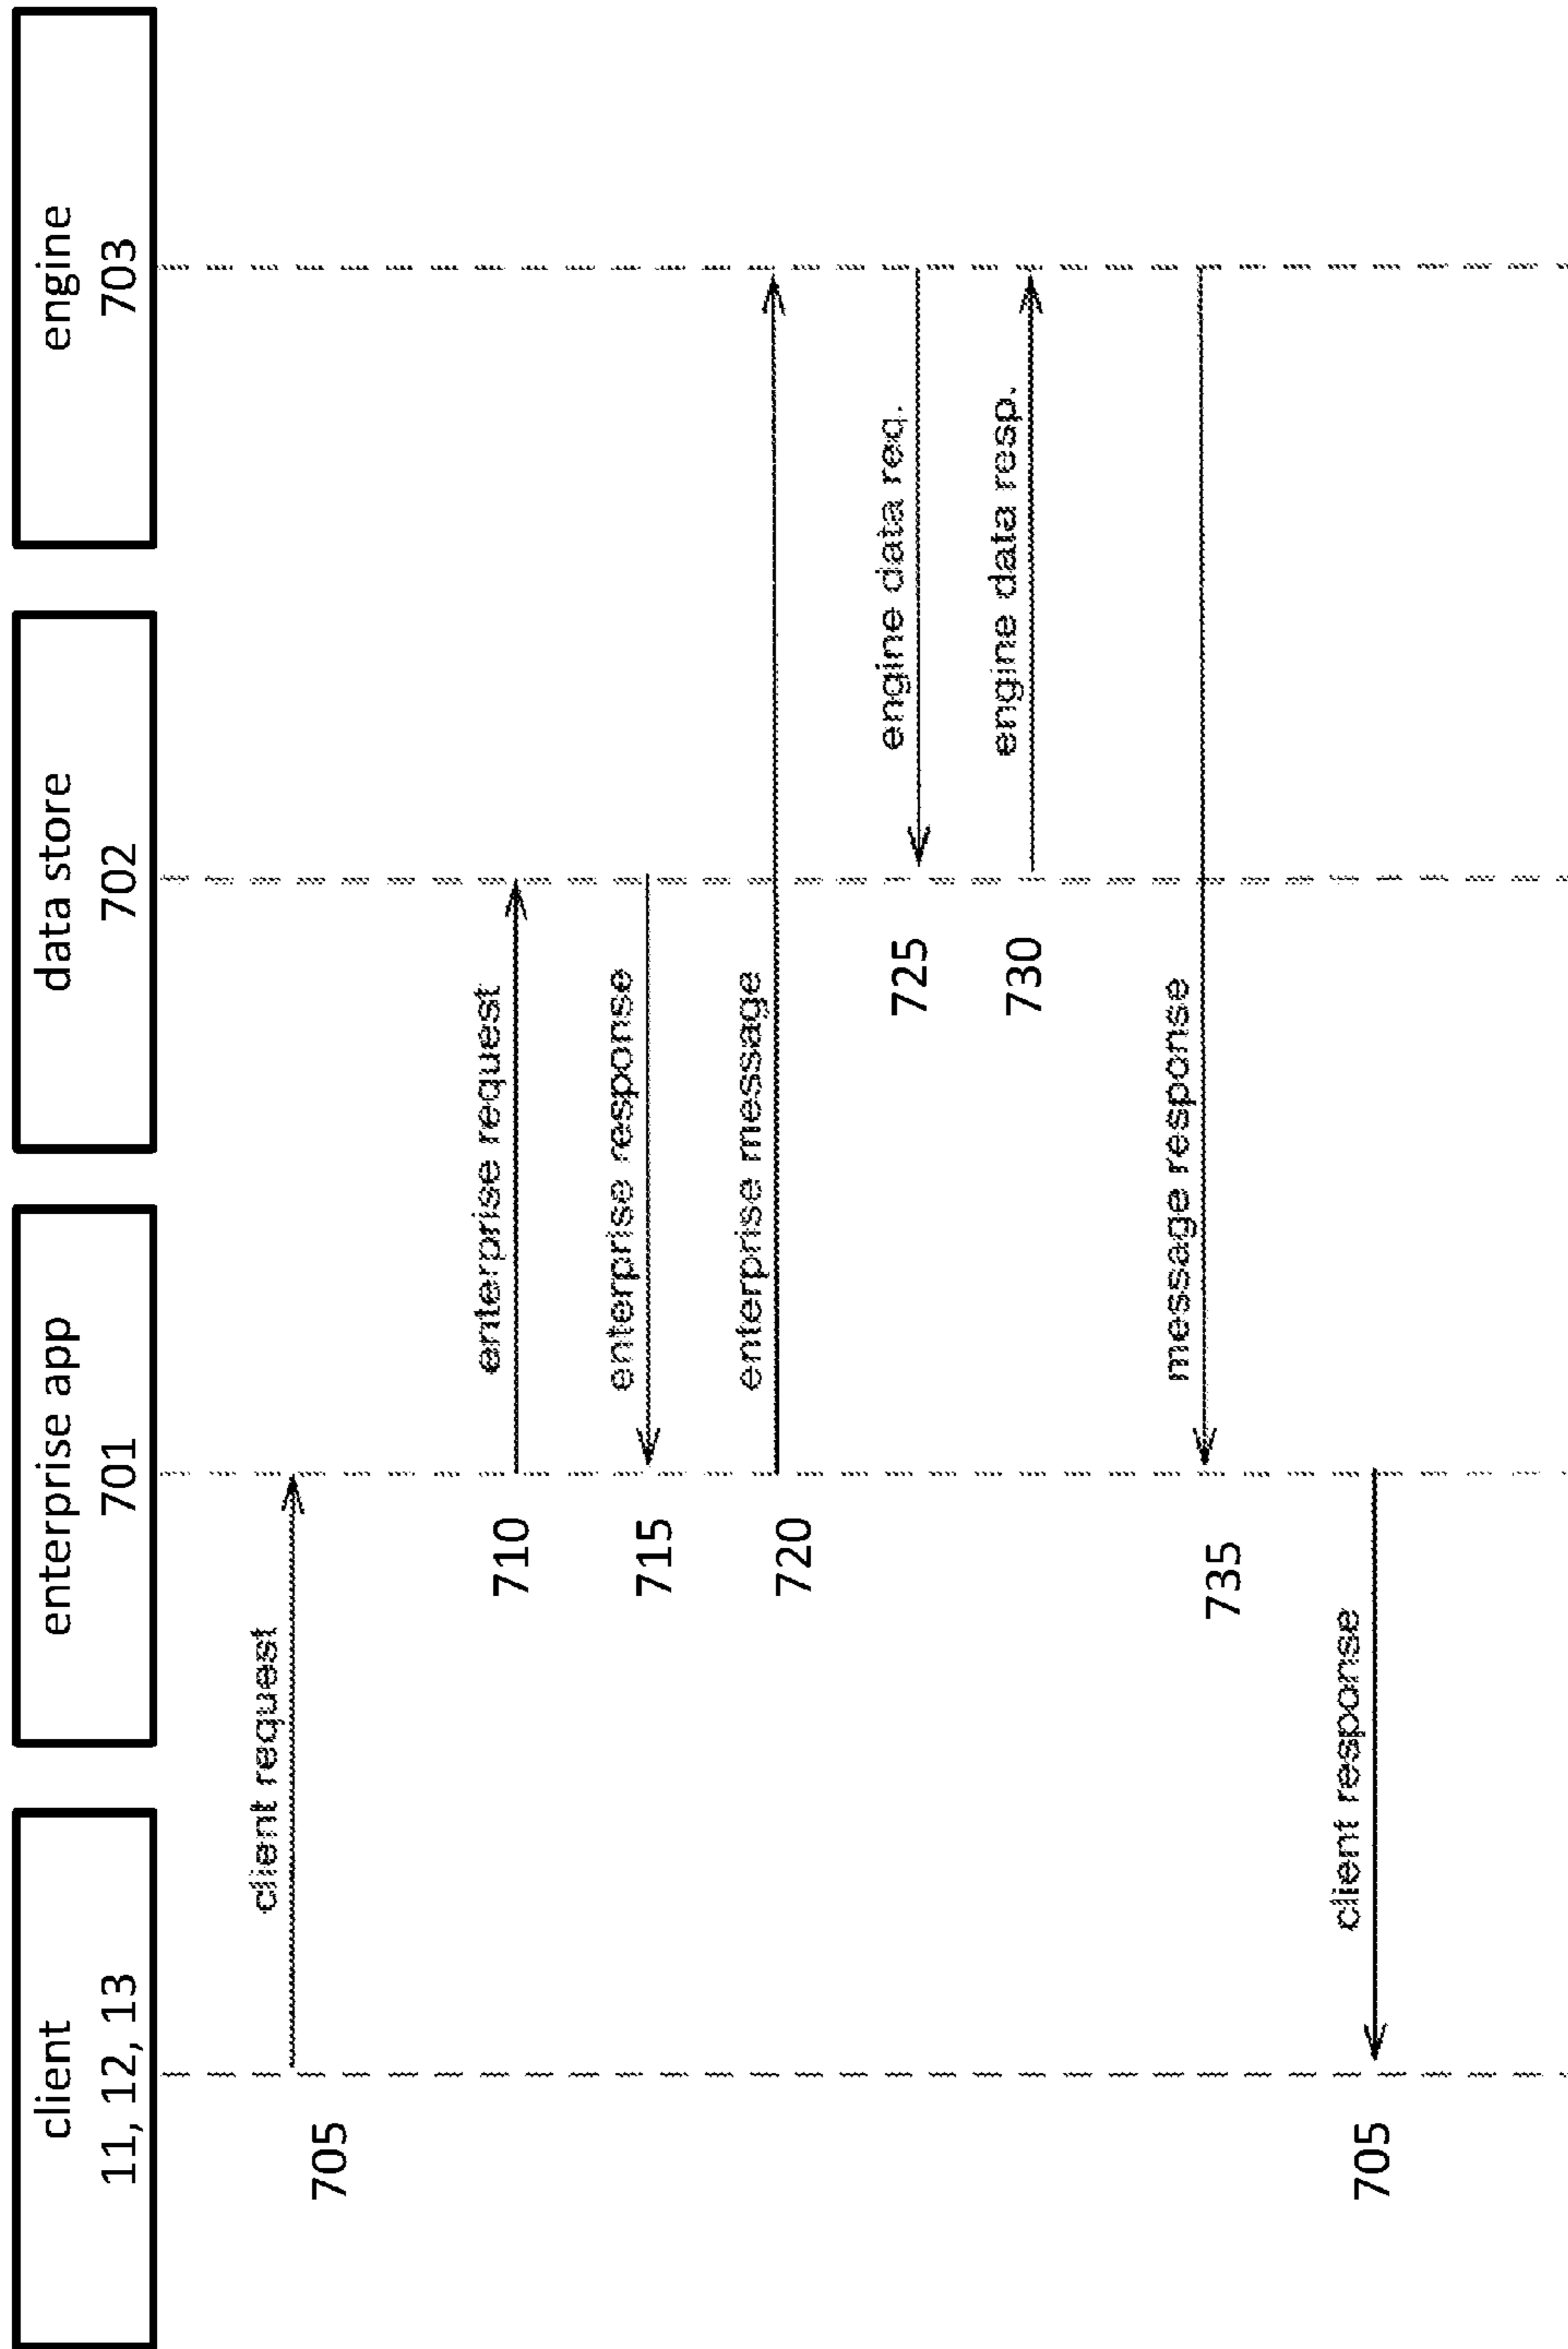 client
11, 12, 13
enterprise app
701
data store
702
engine
703
client request
705
enterprise request
710
enterprise response
715
enterprise message
720
engine data req.
725
engine data resp.
730
message response
735
client response
705